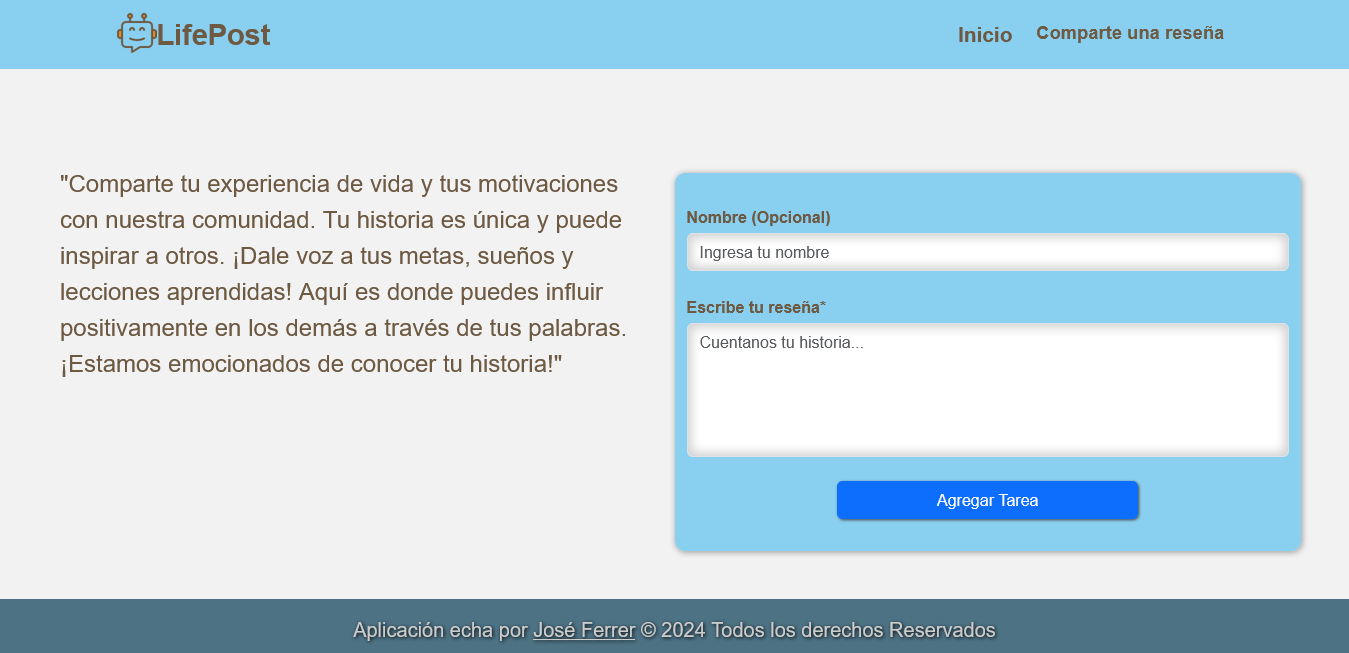 LifePost
Inicio
Comparte una reseña
"Comparte tu experiencia de vida y tus motivaciones
con nuestra comunidad. Tu historia es única y puede
inspirar a otros. ¡Dale voz a tus metas, sueños y
lecciones aprendidas! Aquí es donde puedes influir
positivamente en los demás a través de tus palabras.
¡Estamos emocionados de conocer tu historia!"
Nombre (Opcional)
Ingresa tu nombre
Escribe tu reseña*
Cuentanos tu historia...
Agregar Tarea
Aplicación echa por José Ferrer © 2024 Todos los derechos Reservados